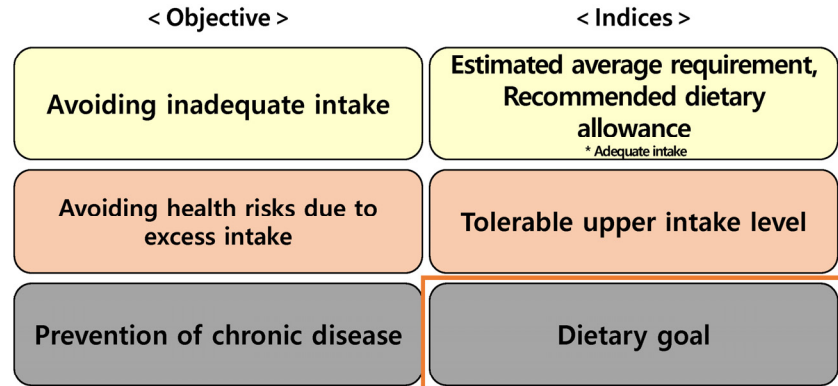 < Objective >
< Indices >
Avoiding inadequate intake
Estimated average requirement,
Recommended dietary
allowance
* Adequate intake
Avoiding health risks due to
excess intake
Tolerable upper intake level
Prevention of chronic disease
Dietary goal